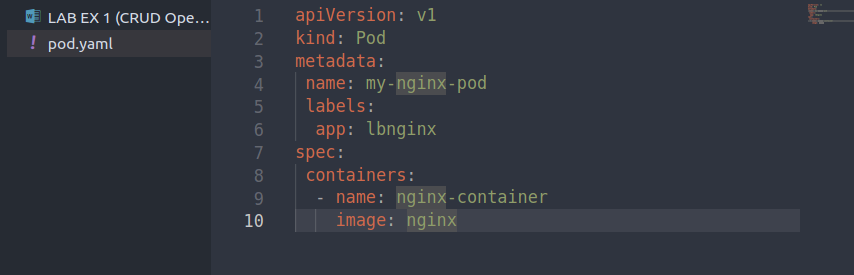 LAB EX 1 (CRUD Ope...
! pod.yaml
1 apiVersion: v1
2 kind: Pod
3 metadata:
4  name: my-nginx-pod
5  labels:
6   app: lbnginx
7 spec:
8  containers:
9   - name: nginx-container
10     image: nginx